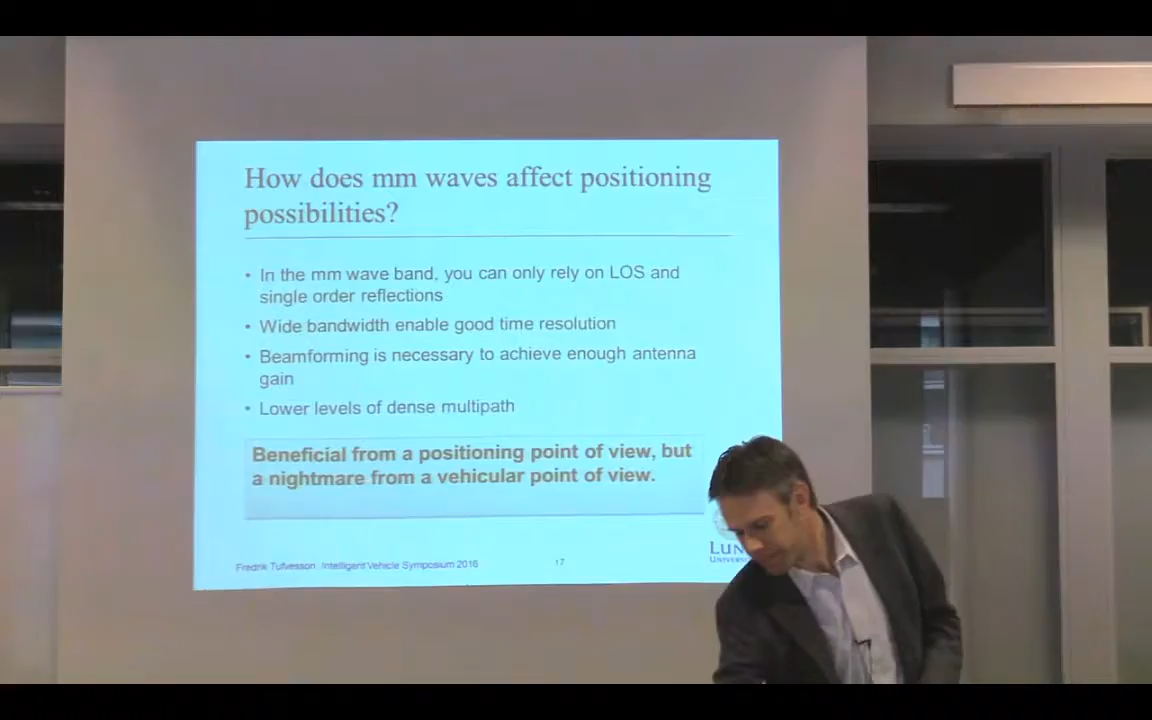 How does mm waves affect positioning
possibilities?
• In the mm wave band, you can only rely on LOS and
single order reflections
• Wide bandwidth enable good time resolution
• Beamforming is necessary to achieve enough antenna
gain
• Lower levels of dense multipath
Beneficial from a positioning point of view, but
a nightmare from a vehicular point of view.
Fredrik Tufvesson Intelligent Vehicle Symposium 2016
17
LUN
UNIVERS